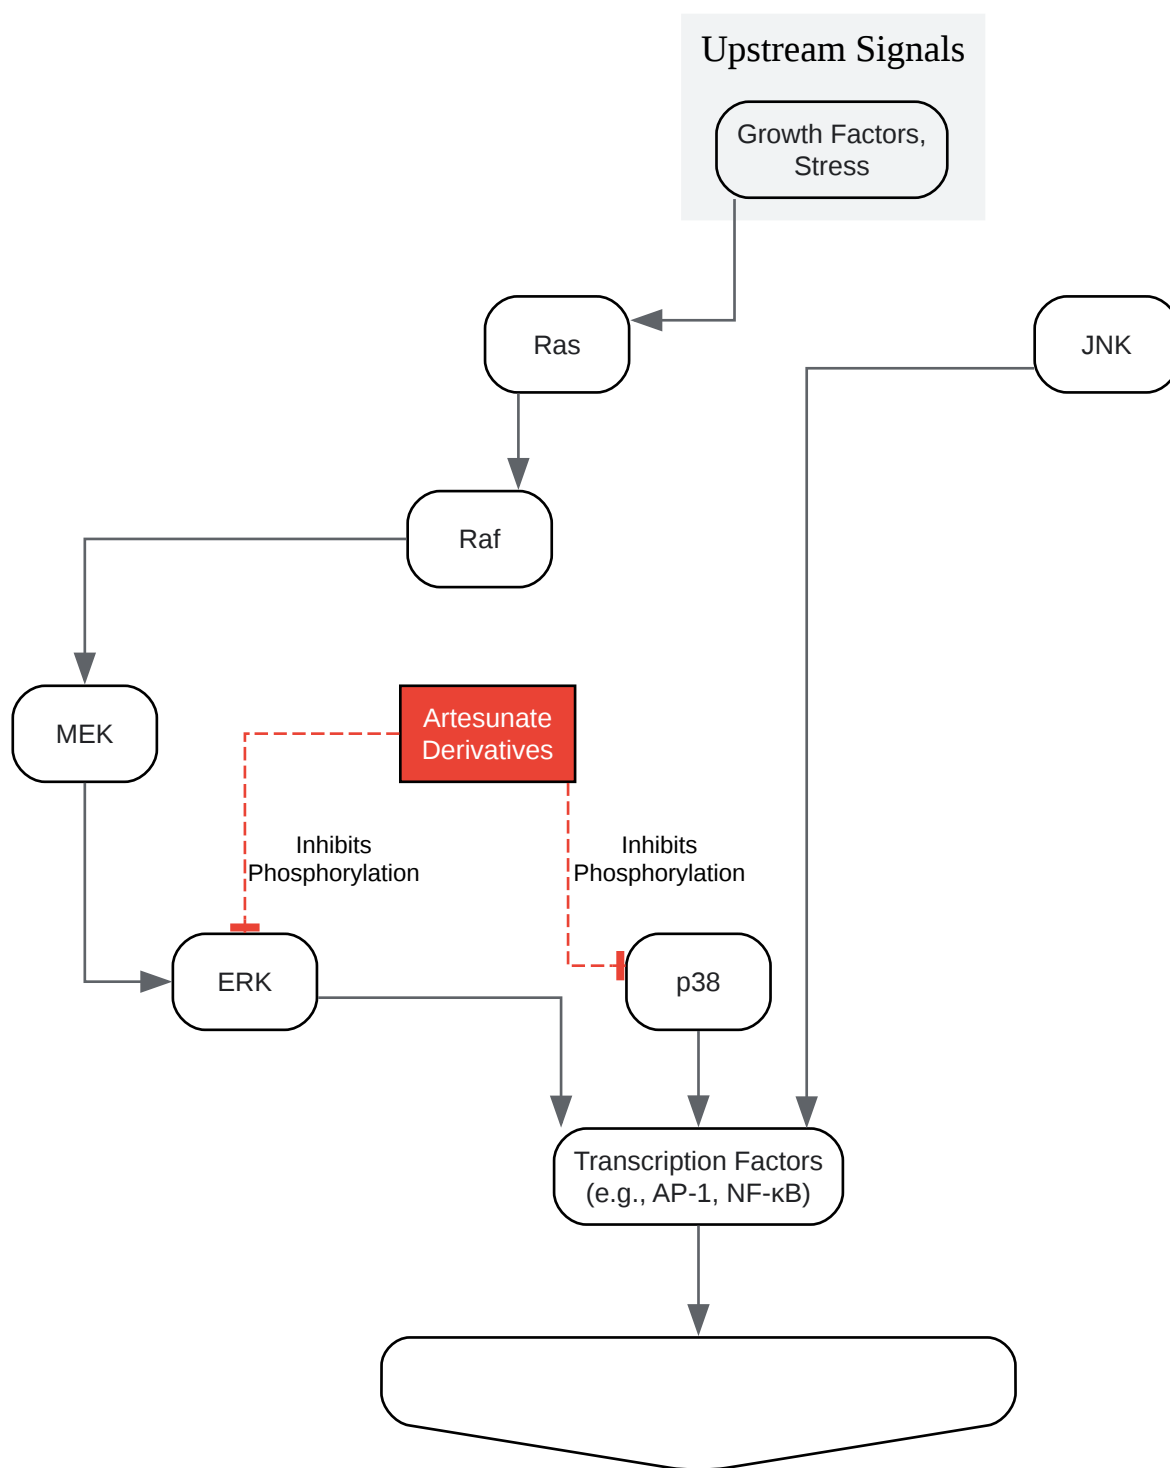 Upstream Signals
Growth Factors,
Stress
Ras
JNK
Raf
MEK
Artesunate
Derivatives
Inhibits
Phosphorylation
Inhibits
Phosphorylation
ERK
p38
Transcription Factors
(e.g., AP-1, NF-κB)